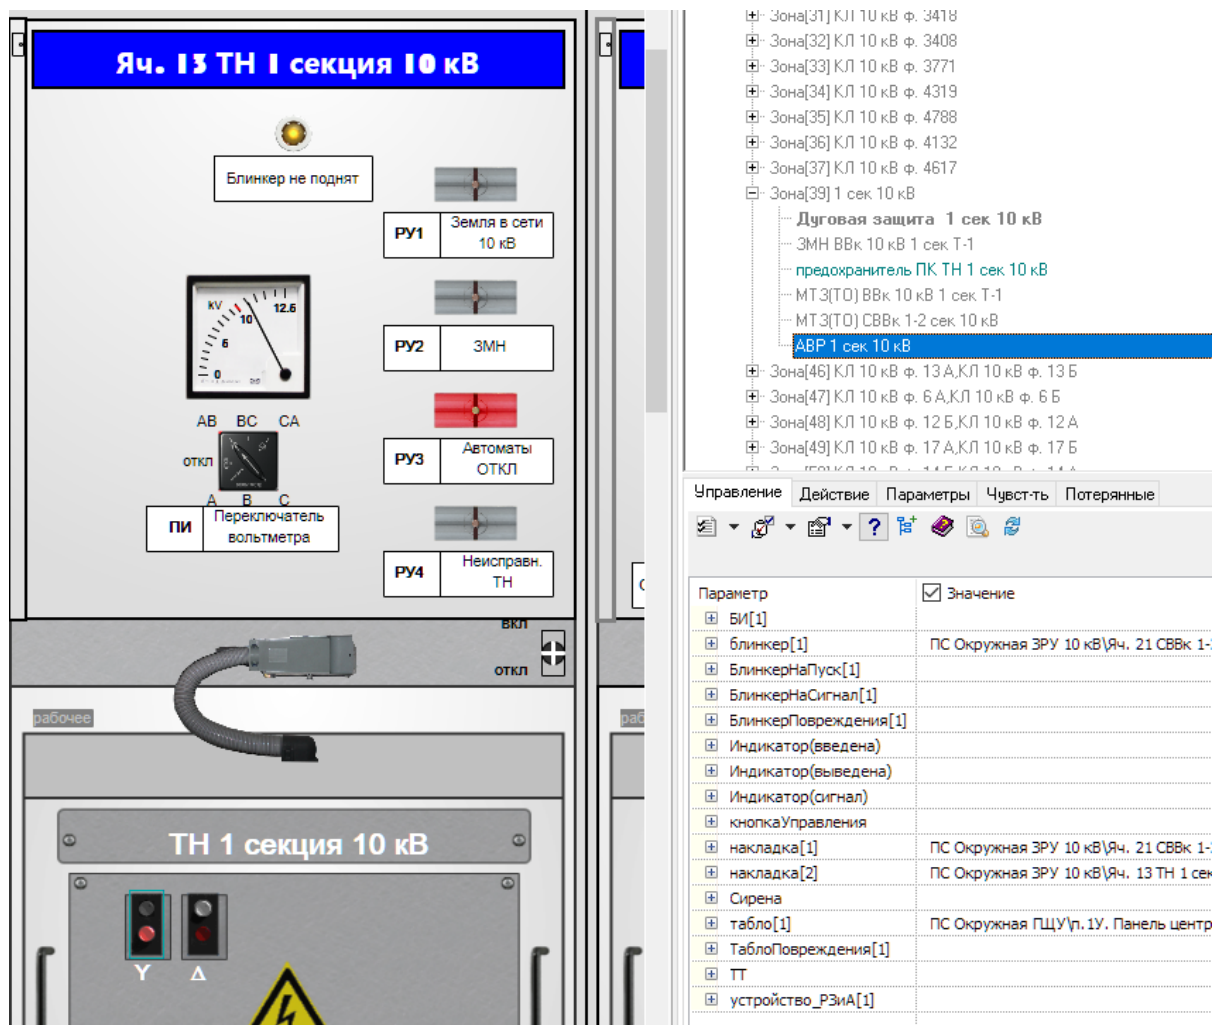 Яч. 13 ТН 1 секция 10 кВ
Блинкер не поднят
РУ1
Земля в сети
10 кВ
kV
10
12.5
6
0
РУ2
ЗМН
AB BC CA
откл
A B C
ПИ
Переключатель
вольтметра
РУ3
Автоматы
ОТКЛ
РУ4
Неисправн.
ТН
вкл
откл
рабочее
ТН 1 секция 10 кВ
Y Δ
Зона[31] КЛ 10 кВ ф. 3418
Зона[32] КЛ 10 кВ ф. 3408
Зона[33] КЛ 10 кВ ф. 3771
Зона[34] КЛ 10 кВ ф. 4319
Зона[35] КЛ 10 кВ ф. 4788
Зона[36] КЛ 10 кВ ф. 4132
Зона[37] КЛ 10 кВ ф. 4617
Зона[39] 1 сек 10 кВ
Дуговая защита 1 сек 10 кВ
ЗМН ВВк 10 кВ 1 сек Т-1
предохранитель ПК ТН 1 сек 10 кВ
МТЗ(ТО) ВВк 10 кВ 1 сек Т-1
МТЗ(ТО) СВВк 1-2 сек 10 кВ
АВР 1 сек 10 кВ
Зона[46] КЛ 10 кВ ф. 13 А,КЛ 10 кВ ф. 13 Б
Зона[47] КЛ 10 кВ ф. 6 А,КЛ 10 кВ ф. 6 Б
Зона[48] КЛ 10 кВ ф. 12 Б,КЛ 10 кВ ф. 12 А
Зона[49] КЛ 10 кВ ф. 17 А,КЛ 10 кВ ф. 17 Б
Управление Действие Параметры Чувст-ть Потерянные
Параметр Значение
БИ[1]
блинкер[1] ПС Окружная ЗРУ 10 кВ\Яч. 21 СВВк 1-
БлинкерНаПуск[1]
БлинкерНаСигнал[1]
БлинкерПовреждения[1]
Индикатор(введена)
Индикатор(выведена)
Индикатор(сигнал)
кнопкаУправления
накладка[1] ПС Окружная ЗРУ 10 кВ\Яч. 21 СВВк 1-
накладка[2] ПС Окружная ЗРУ 10 кВ\Яч. 13 ТН 1 сек
Сирена
табло[1] ПС Окружная ПЩУ\п.1У. Панель центр
ТаблоПовреждения[1]
ТТ
устройство_РЗиА[1]